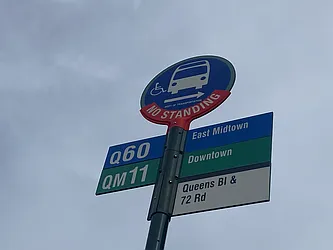 NO STANDING
Q60
East Midtown
QM11
Downtown
Queens Bl &
72 Rd